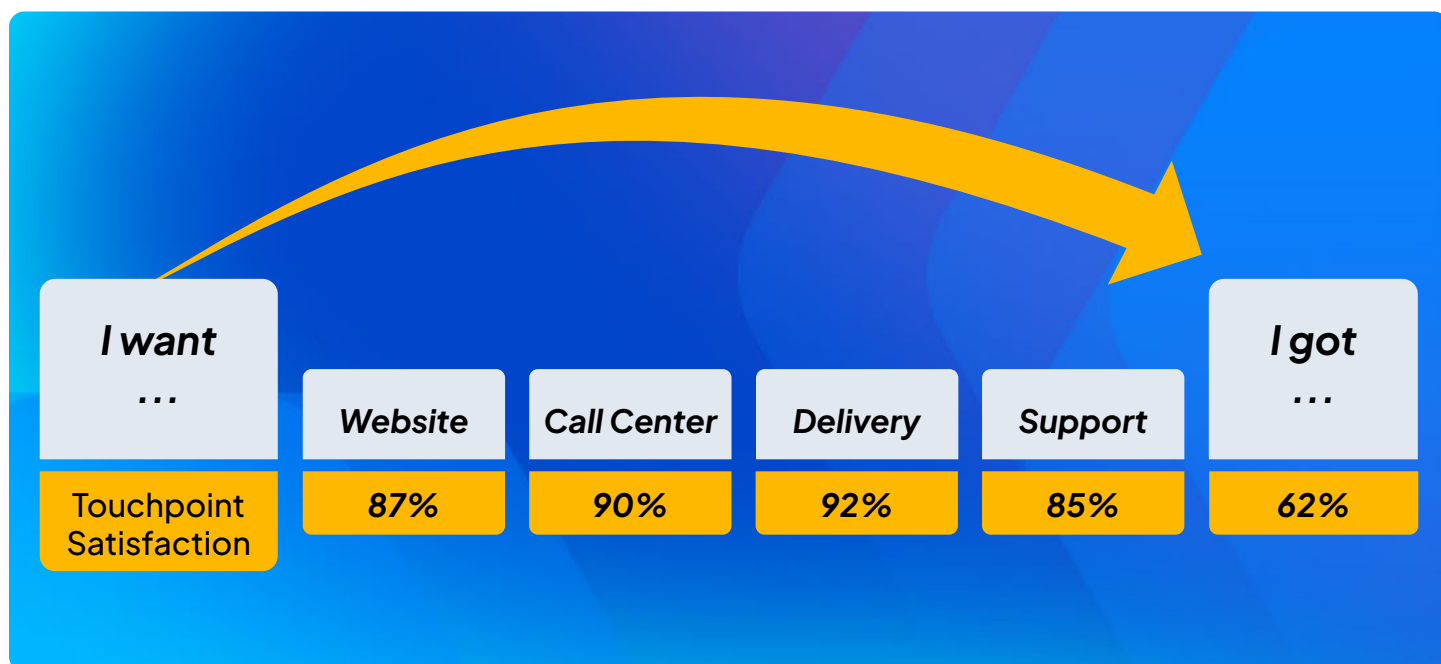 I want
...
I got
...
Website
Call Center
Delivery
Support
Touchpoint
Satisfaction
87%
90%
92%
85%
62%